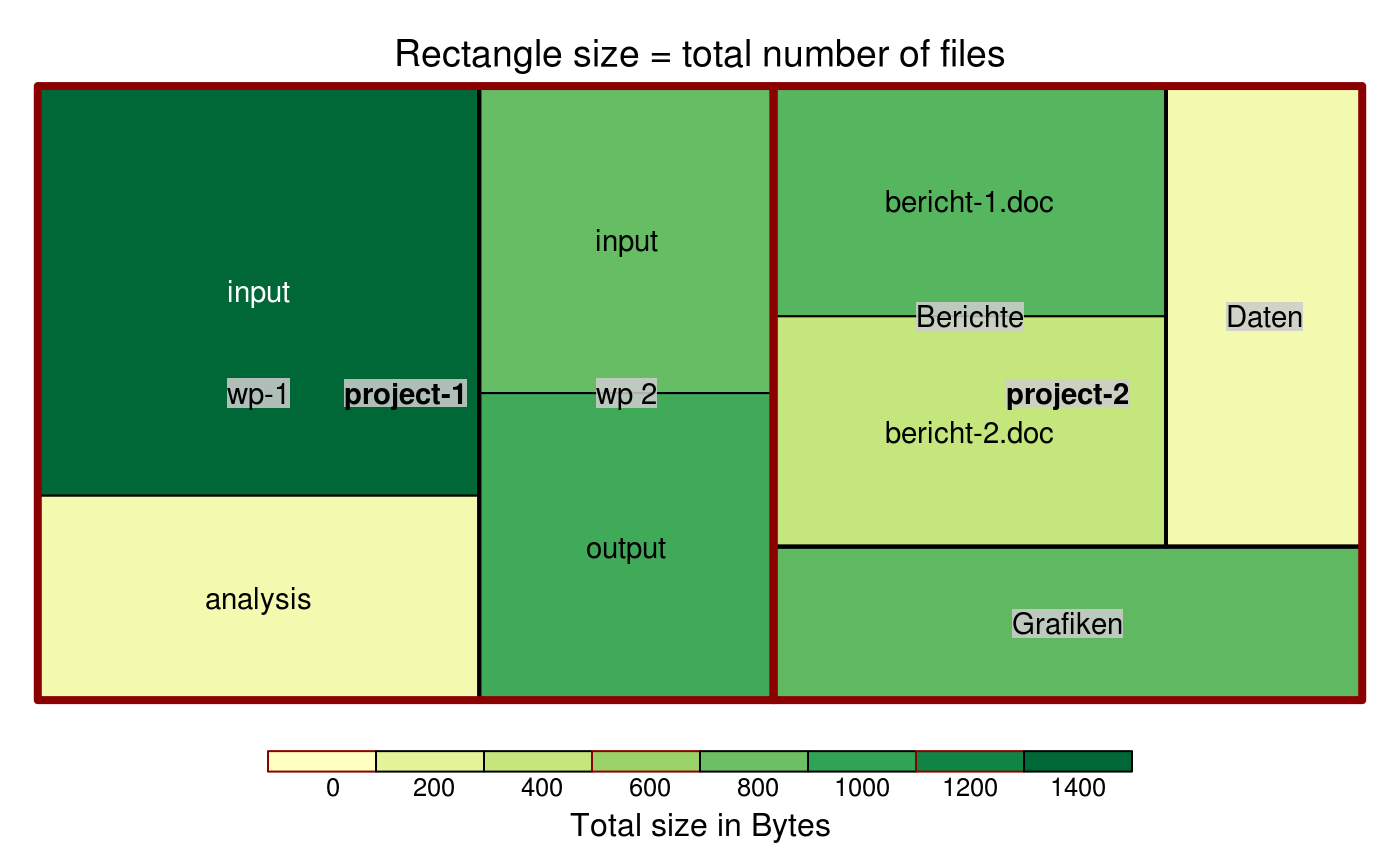 Rectangle size = total number of files
input
wp-1
project-1
analysis
input
wp 2
output
bericht-1.doc
Berichte
project-2
bericht-2.doc
Daten
Grafiken
0 200 400 600 800 1000 1200 1400
Total size in Bytes